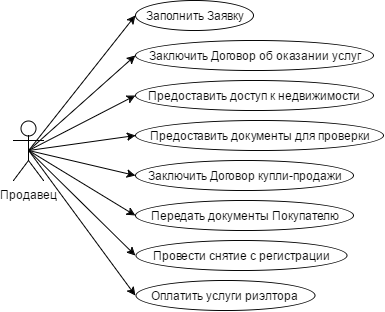 Заполнить Заявку
Заключить Договор об оказании услуг
Предоставить доступ к недвижимости
Предоставить документы для проверки
Продавец
Заключить Договор купли-продажи
Передать документы Покупателю
Провести снятие с регистрации
Оплатить услуги риэлтора